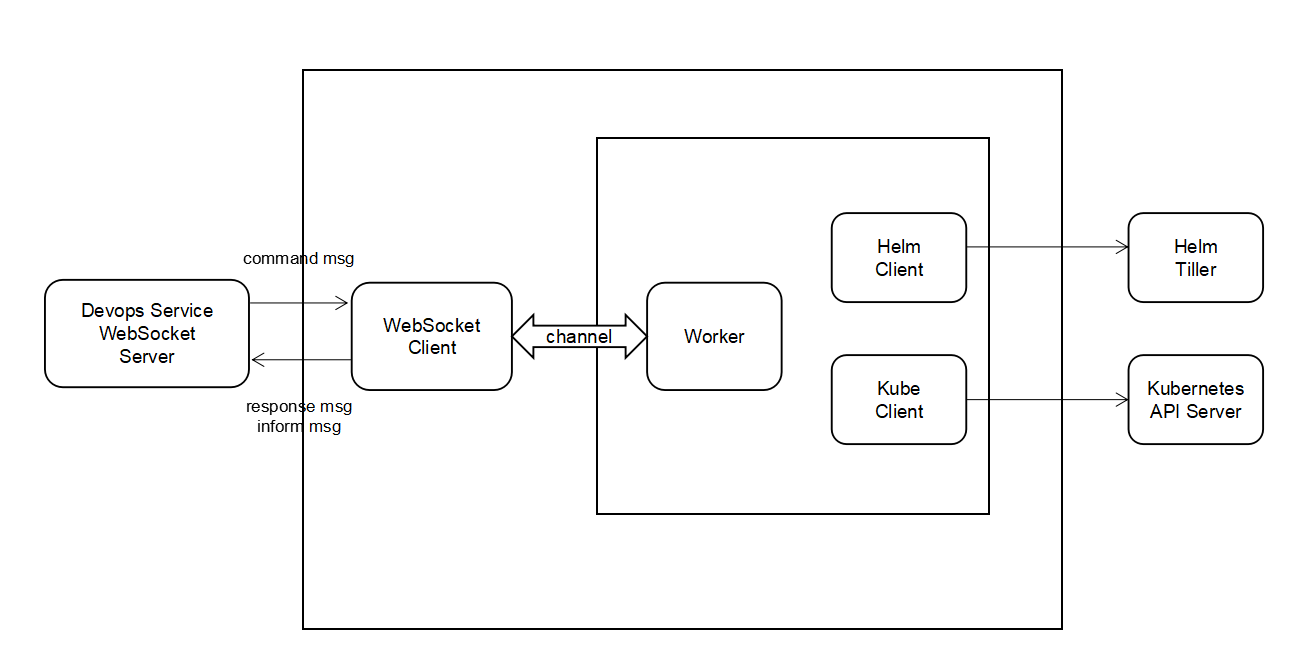 command msg
Devops Service
WebSocket
Server
response msg
inform msg
WebSocket
Client
channel
Worker
Helm
Client
Kube
Client
Helm
Tiller
Kubernetes
API Server